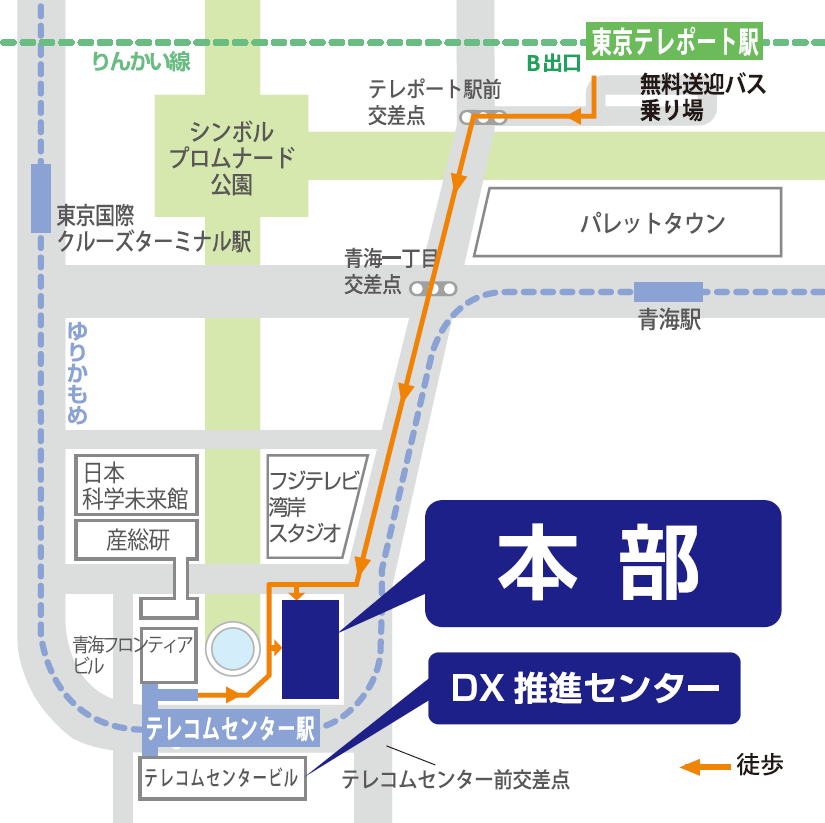 東京テレポート駅
りんかい線
B出口
無料送迎バス
乗り場
テレポート駅前
交差点
シンボル
プロムナード
公園
東京国際
クルーズターミナル駅
パレットタウン
青海一丁目
交差点
青海駅
ゆりかもめ
日本
科学未来館
フジテレビ
湾岸
スタジオ
産総研
本部
青海フロンティア
ビル
DX 推進センター
テレコムセンター駅
テレコムセンタービル
テレコムセンター前交差点
徒歩